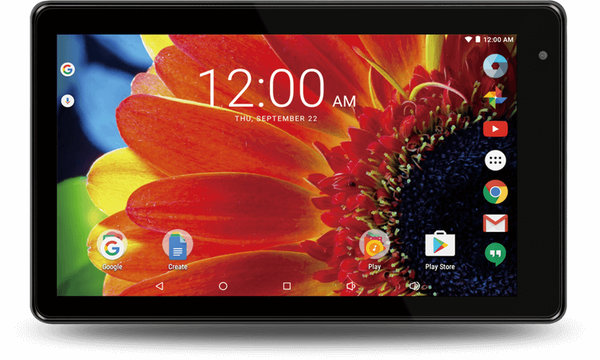 12:00 AM
12:00 AM
THU, SEPTEMBER 22
Google
Create
Play
Play Store